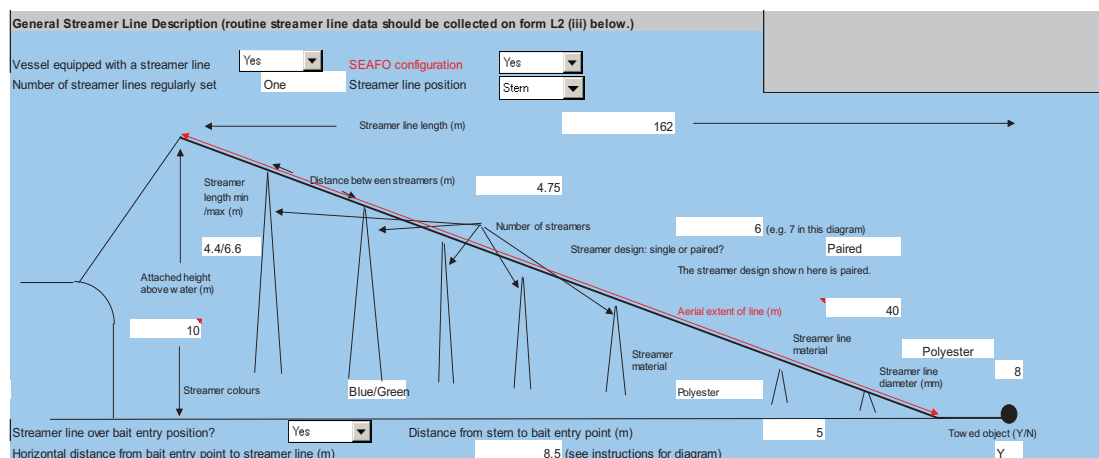 General Streamer Line Description (routine streamer line data should be collected on form L2 (iii) below.)
Vessel equipped with a streamer line Yes SEAFO configuration Yes
Number of streamer lines regularly set One Streamer line position Stern
Streamer line length (m) 162
Distance between streamers (m) 4.75
Streamer
length min
/max (m)
4.4/6.6
Number of streamers 6 (e.g. 7 in this diagram)
Streamer design: single or paired? Paired
The streamer design shown here is paired.
Attached height
above water (m)
10
Aerial extent of line (m) 40
Streamer line
material
Polyester
Streamer
material
Polyester
Streamer line
diameter (mm)
8
Streamer colours Blue/Green
Streamer line over bait entry position? Yes Distance from stern to bait entry point (m) 5 Towed object (Y/N)
Horizontal distance from bait entry point to streamer line (m) 8.5 (see instructions for diagram) Y